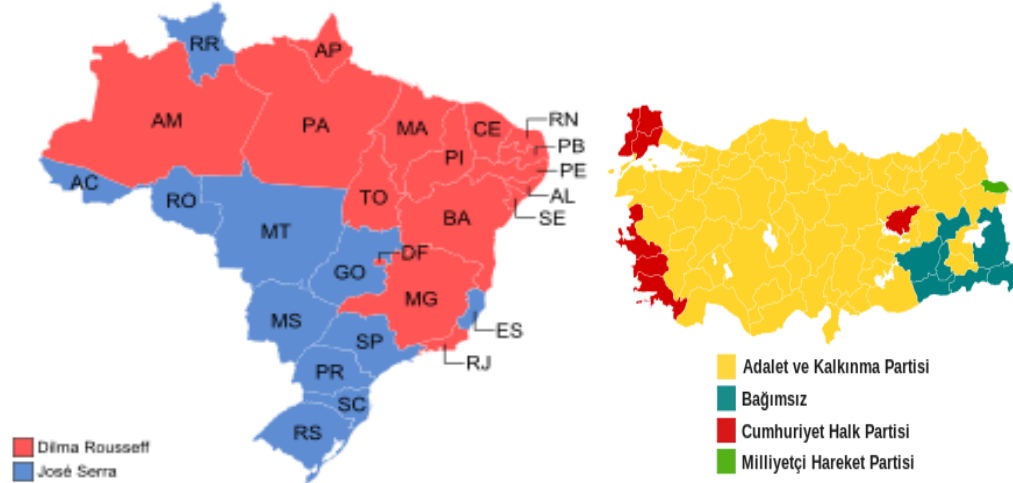 RR
AP
AM
PA
MA
CE
RN
PI
PB
PE
AC
TO
AL
RO
BA
SE
MT
DF
GO
MG
MS
ES
SP
RJ
PR
SC
RS
Dilma Rousseff
José Serra
Adalet ve Kalkınma Partisi
Bağımsız
Cumhuriyet Halk Partisi
Milliyetçi Hareket Partisi